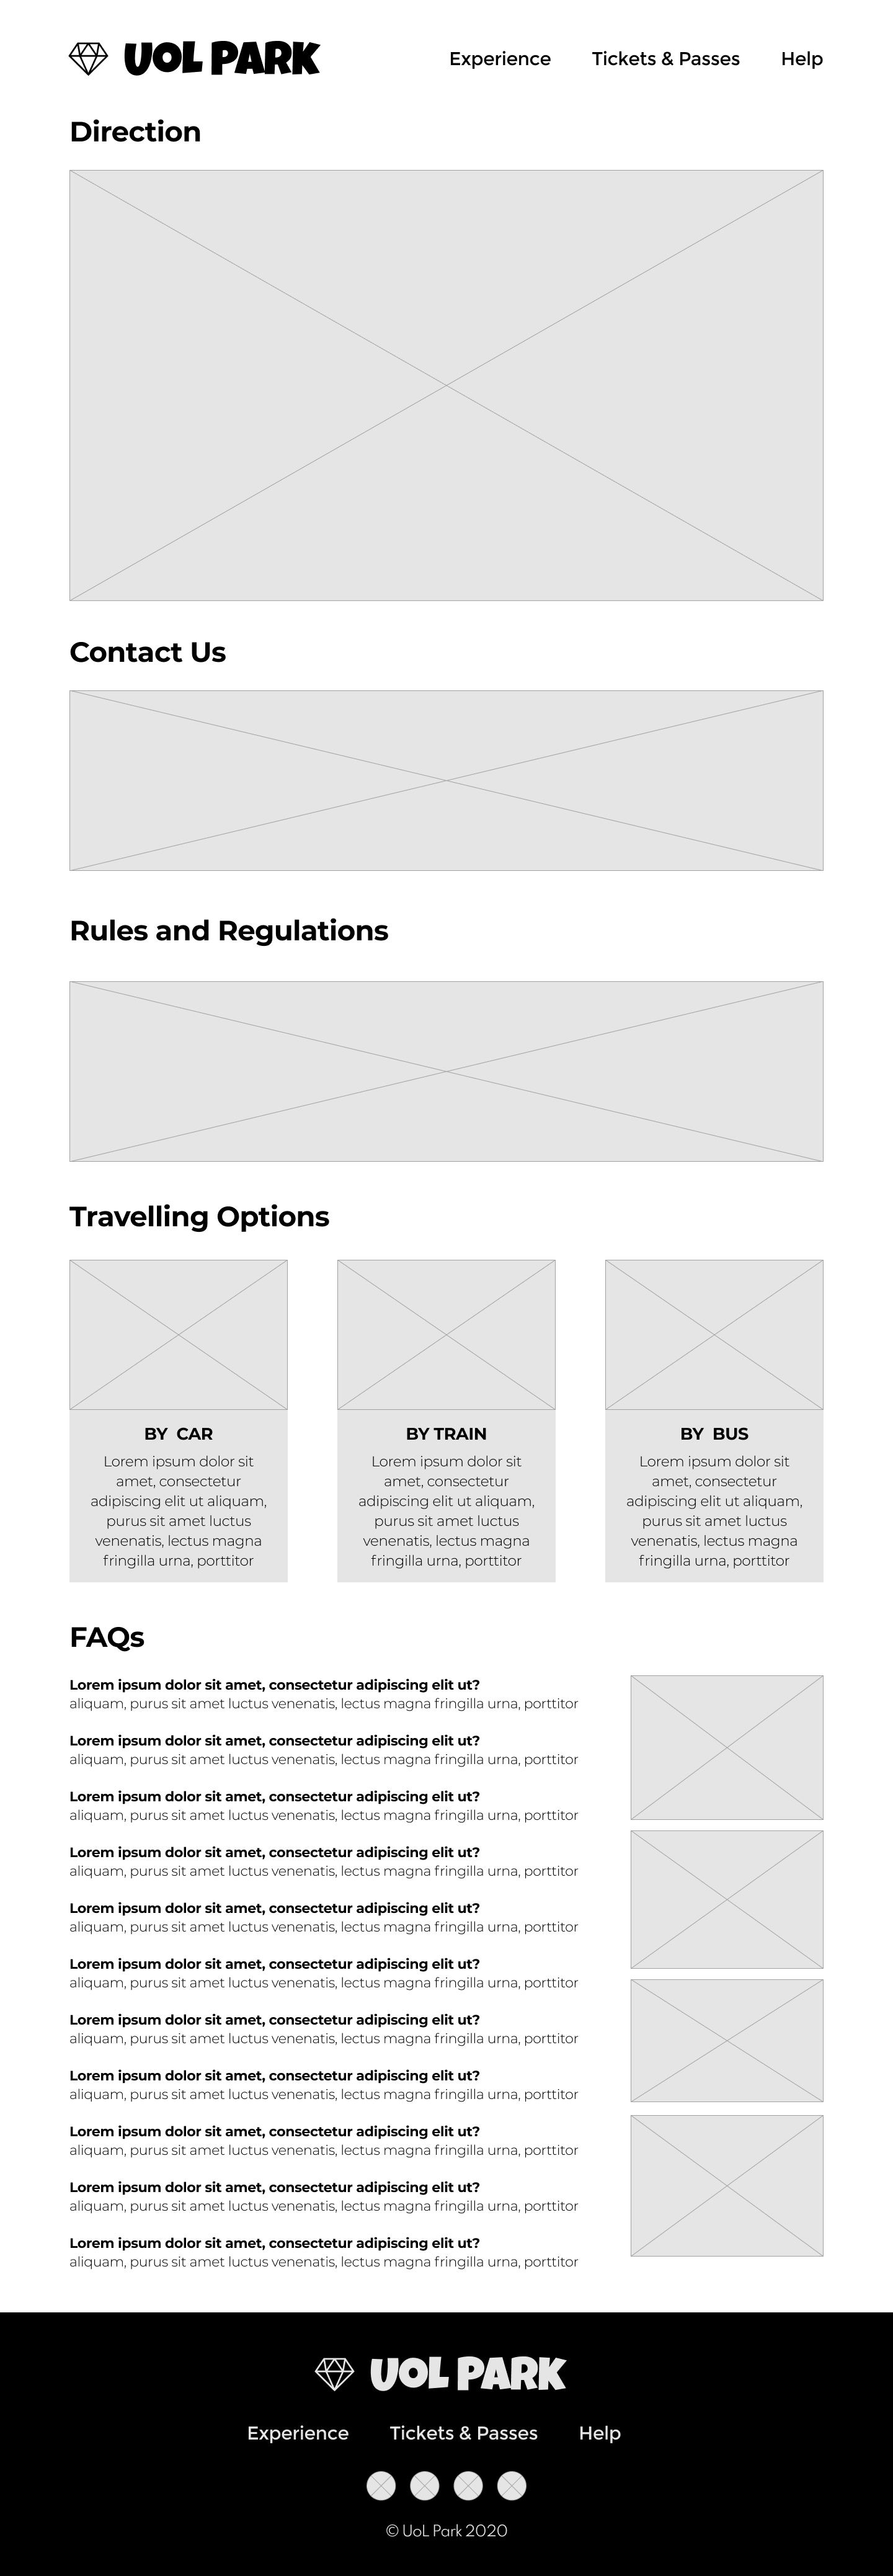 UOL PARK
Experience
Tickets & Passes
Help
Direction
Contact Us
Rules and Regulations
Travelling Options
BY CAR
Lorem ipsum dolor sit
amet, consectetur
adipiscing elit ut aliquam,
purus sit amet luctus
venenatis, lectus magna
fringilla urna, porttitor
BY TRAIN
Lorem ipsum dolor sit
amet, consectetur
adipiscing elit ut aliquam,
purus sit amet luctus
venenatis, lectus magna
fringilla urna, porttitor
BY BUS
Lorem ipsum dolor sit
amet, consectetur
adipiscing elit ut aliquam,
purus sit amet luctus
venenatis, lectus magna
fringilla urna, porttitor
FAQs
Lorem ipsum dolor sit amet, consectetur adipiscing elit ut?
aliquam, purus sit amet luctus venenatis, lectus magna fringilla urna, porttitor
Lorem ipsum dolor sit amet, consectetur adipiscing elit ut?
aliquam, purus sit amet luctus venenatis, lectus magna fringilla urna, porttitor
Lorem ipsum dolor sit amet, consectetur adipiscing elit ut?
aliquam, purus sit amet luctus venenatis, lectus magna fringilla urna, porttitor
Lorem ipsum dolor sit amet, consectetur adipiscing elit ut?
aliquam, purus sit amet luctus venenatis, lectus magna fringilla urna, porttitor
Lorem ipsum dolor sit amet, consectetur adipiscing elit ut?
aliquam, purus sit amet luctus venenatis, lectus magna fringilla urna, porttitor
Lorem ipsum dolor sit amet, consectetur adipiscing elit ut?
aliquam, purus sit amet luctus venenatis, lectus magna fringilla urna, porttitor
Lorem ipsum dolor sit amet, consectetur adipiscing elit ut?
aliquam, purus sit amet luctus venenatis, lectus magna fringilla urna, porttitor
Lorem ipsum dolor sit amet, consectetur adipiscing elit ut?
aliquam, purus sit amet luctus venenatis, lectus magna fringilla urna, porttitor
Lorem ipsum dolor sit amet, consectetur adipiscing elit ut?
aliquam, purus sit amet luctus venenatis, lectus magna fringilla urna, porttitor
Lorem ipsum dolor sit amet, consectetur adipiscing elit ut?
aliquam, purus sit amet luctus venenatis, lectus magna fringilla urna, porttitor
Lorem ipsum dolor sit amet, consectetur adipiscing elit ut?
aliquam, purus sit amet luctus venenatis, lectus magna fringilla urna, porttitor
UOL PARK
Experience
Tickets & Passes
Help
© UoL Park 2020